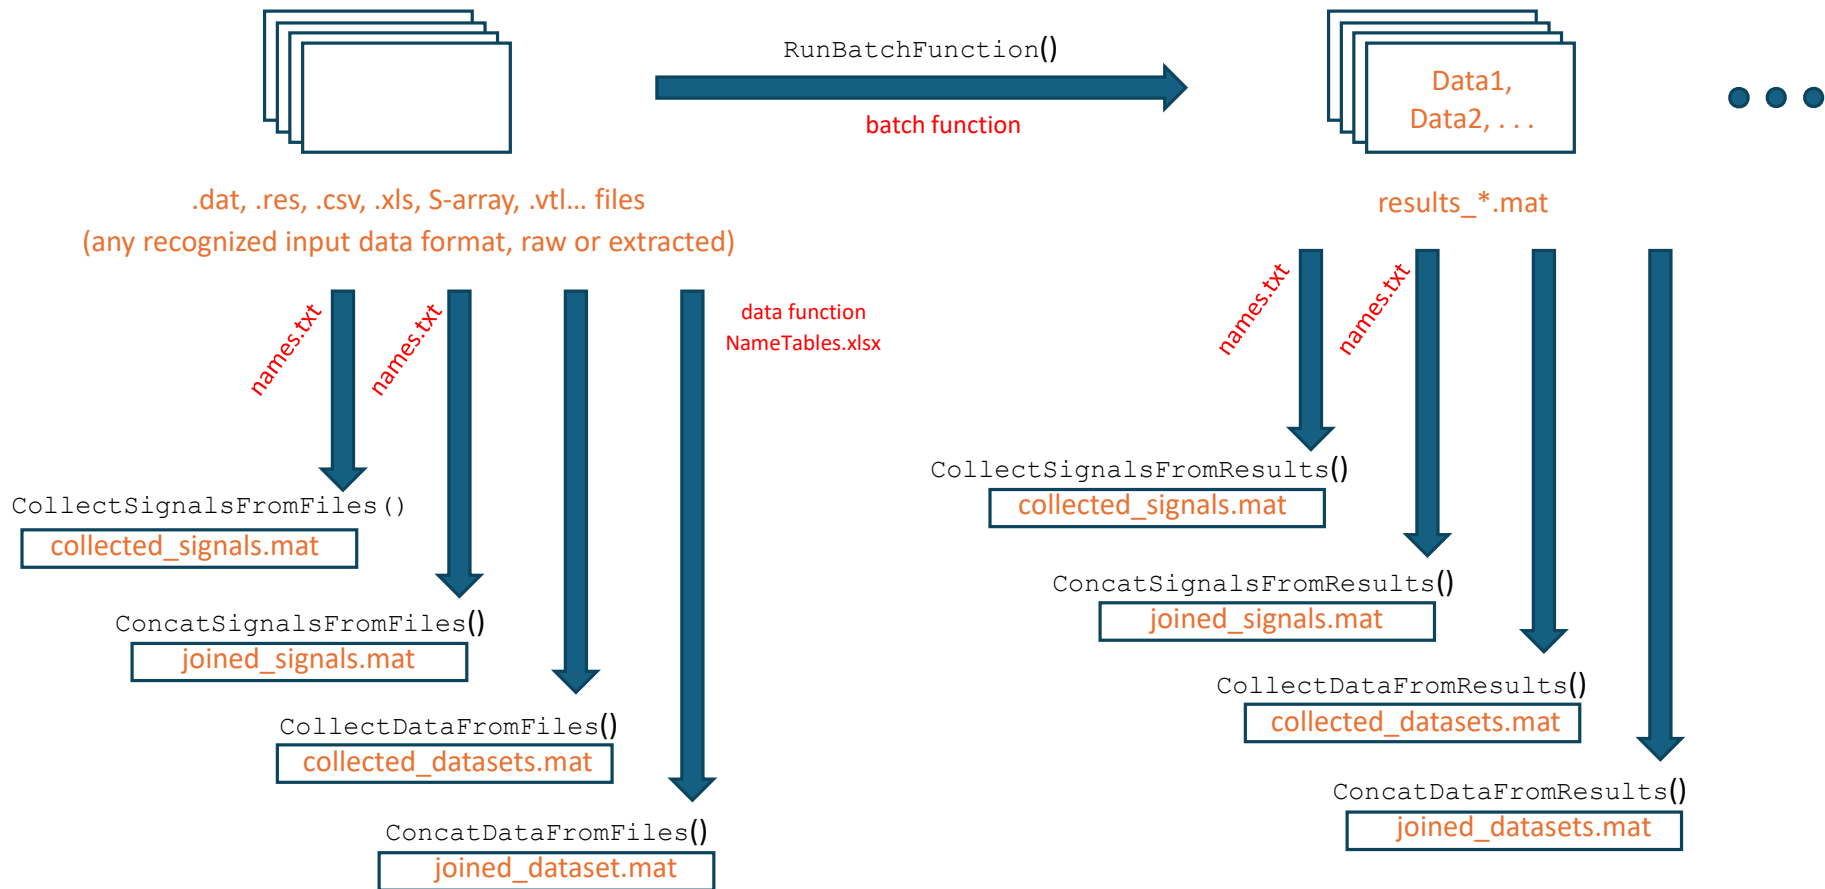 RunBatchFunction()
batch function
Data1,
Data2, . . .
.dat, .res, .csv, .xls, S-array, .vtl... files
(any recognized input data format, raw or extracted)
results_*.mat
names.txt
names.txt
data function
NameTables.xlsx
names.txt
names.txt
CollectSignalsFromFiles()
collected_signals.mat
ConcatSignalsFromFiles()
joined_signals.mat
CollectDataFromFiles()
collected_datasets.mat
ConcatDataFromFiles()
joined_dataset.mat
CollectSignalsFromResults()
collected_signals.mat
ConcatSignalsFromResults()
joined_signals.mat
CollectDataFromResults()
collected_datasets.mat
ConcatDataFromResults()
joined_datasets.mat